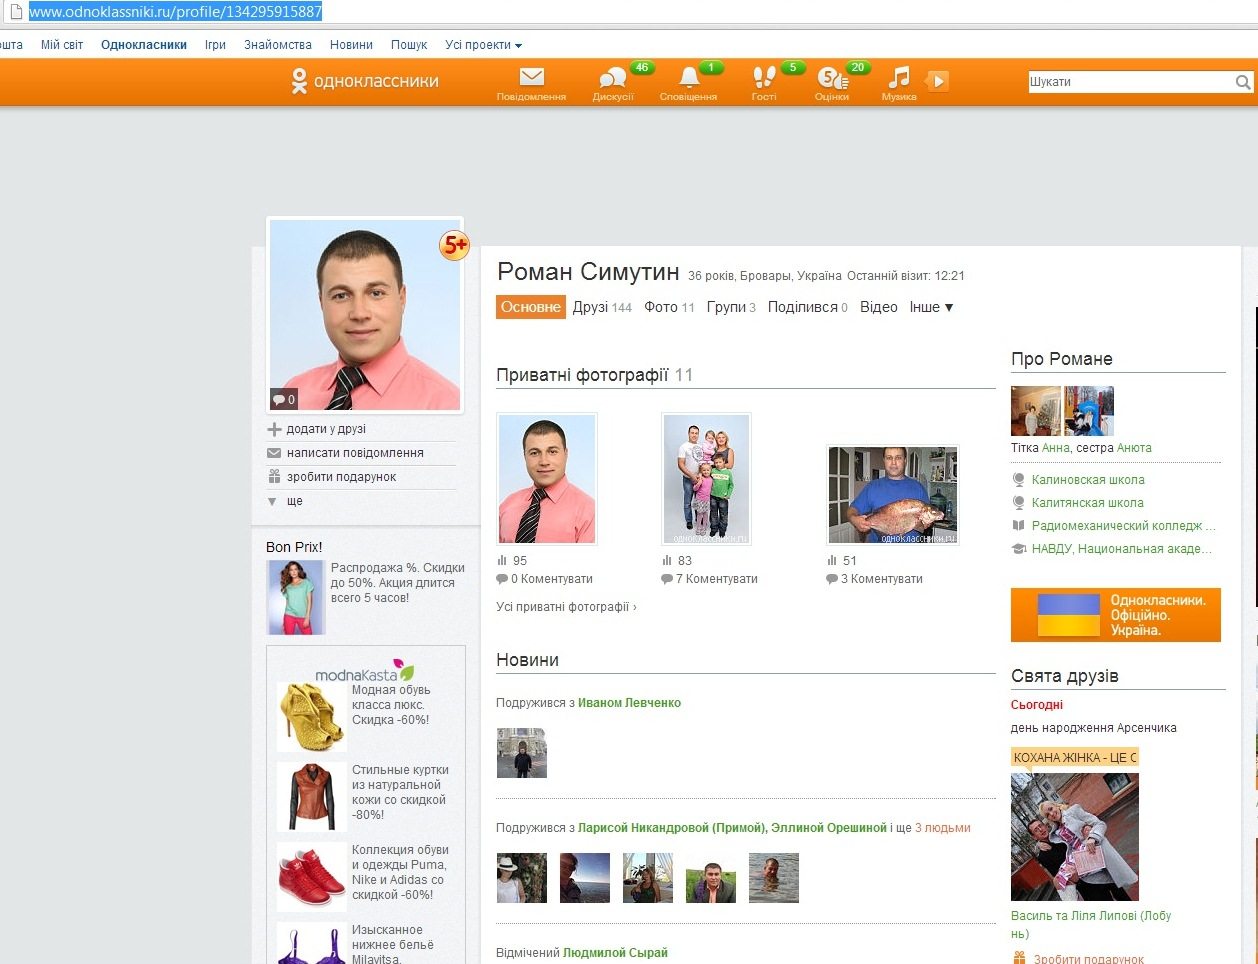 www.odnoklassniki.ru/profile/134295915887
ошта Мій світ Однокласники Ігри Знайомства Новини Пошук Усі проекти
одноклассники
46 1 5 20
Повідомлення Дискусії Сповіщення Гості Оцінки Музика
Шукати
5+
0
додати у друзі
написати повідомлення
зробити подарунок
ще
Bon Prix!
Распродажа %. Скидки
до 50%. Акция длится
всего 5 часов!
modnaKasta
Модная обувь
класса люкс.
Скидка -60%!
Стильные куртки
из натуральной
кожи со скидкой
-80%!
Коллекция обуви
и одежды Puma,
Nike и Adidas со
скидкой -60%!
Изысканное
нижнее бельё
Milavitsa.
Роман Симутин 36 років, Бровары, Україна Останній візит: 12:21
Основне Друзі 144 Фото 11 Групи 3 Поділився 0 Відео Інше
Приватні фотографії 11
одноклассники.ru
одноклассники.ru
95 83 51
0 Коментувати 7 Коментувати 3 Коментувати
Усі приватні фотографії ›
Новини
Подружився з Иваном Левченко
Подружився з Ларисой Никандровой (Примой), Эллиной Орешиной і ще 3 людьми
Відмічений Людмилой Сырай
Про Романе
Тітка Анна, сестра Анюта
Калиновская школа
Калитянская школа
Радиомеханический колледж ...
НАВДУ, Национальная акаде...
Однокласники.
Офіційно.
Україна.
Свята друзів
Сьогодні
день народження Арсенчика
КОХАНА ЖІНКА - ЦЕ С
Василь та Ліля Липові (Лобу
нь)
Зробити подарунок